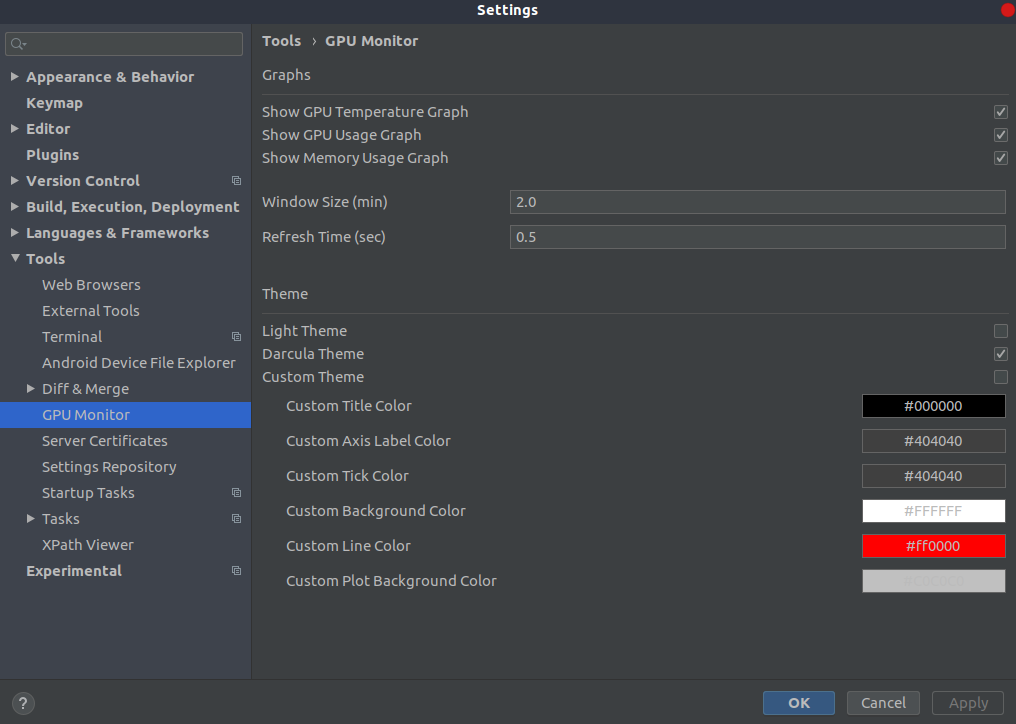 Settings
Appearance & Behavior
Keymap
Editor
Plugins
Version Control
Build, Execution, Deployment
Languages & Frameworks
Tools
Web Browsers
External Tools
Terminal
Android Device File Explorer
Diff & Merge
GPU Monitor
Server Certificates
Settings Repository
Startup Tasks
Tasks
XPath Viewer
Experimental
Tools › GPU Monitor
Graphs
Show GPU Temperature Graph
Show GPU Usage Graph
Show Memory Usage Graph
Window Size (min) 2.0
Refresh Time (sec) 0.5
Theme
Light Theme
Darcula Theme
Custom Theme
Custom Title Color #000000
Custom Axis Label Color #404040
Custom Tick Color #404040
Custom Background Color #FFFFFF
Custom Line Color #ff0000
Custom Plot Background Color #C0C0C0
? OK Cancel Apply